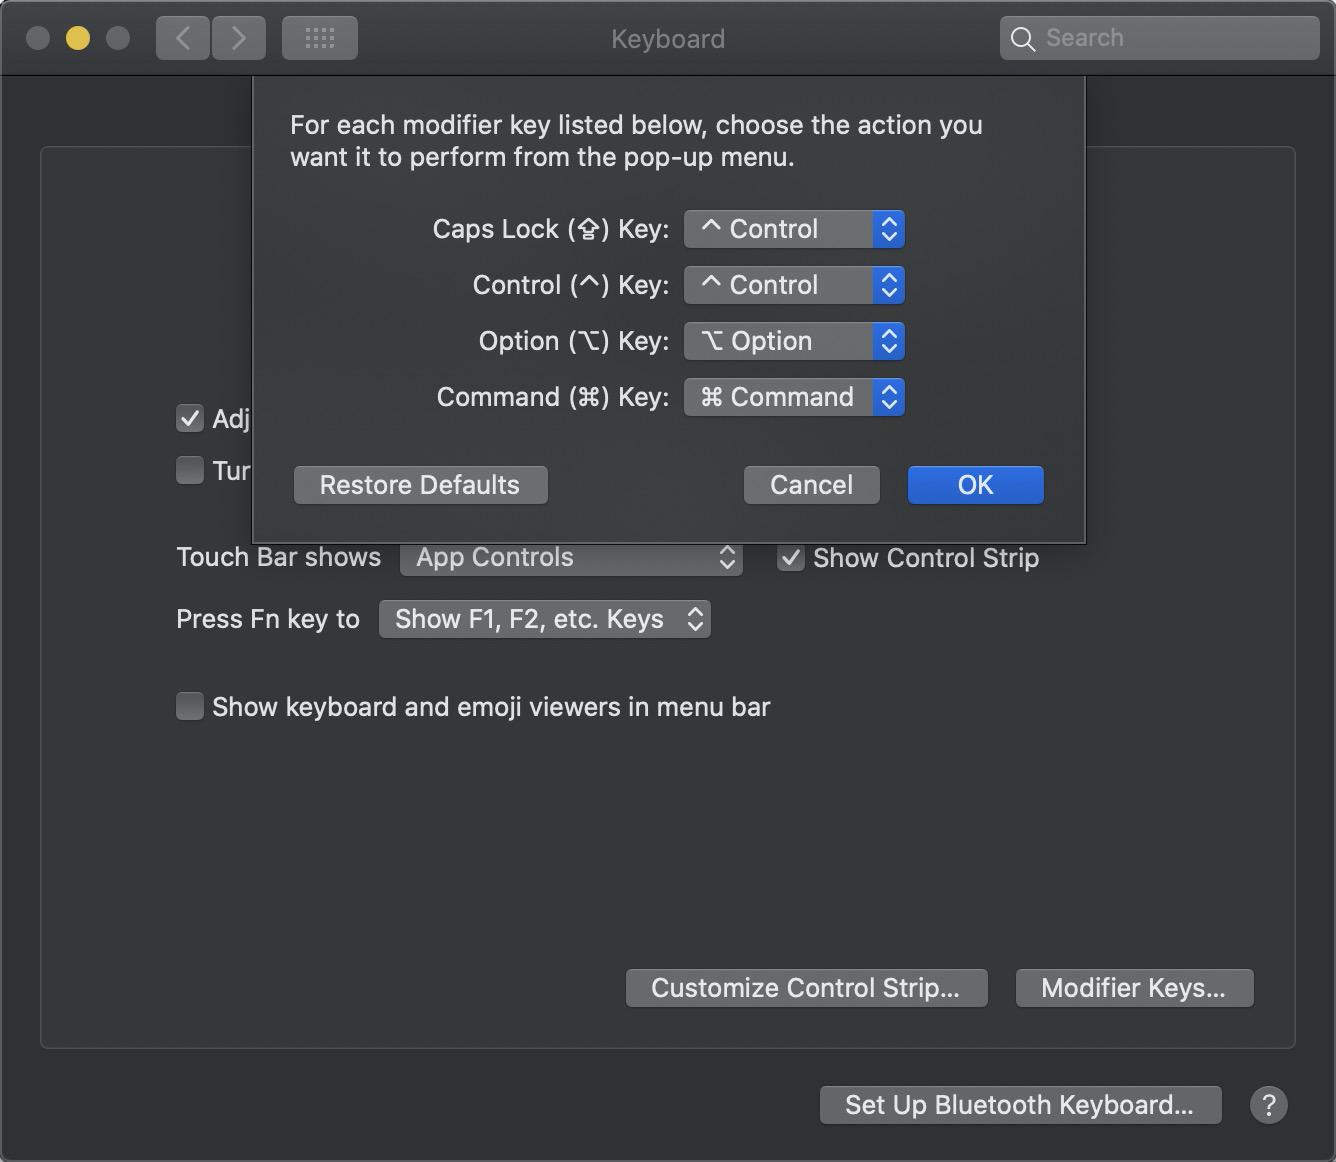 Keyboard
Search
For each modifier key listed below, choose the action you
want it to perform from the pop-up menu.
Caps Lock (⇪) Key: ^ Control
Control (^) Key: ^ Control
Option (⌥) Key: ⌥ Option
Command (⌘) Key: ⌘ Command
Restore Defaults Cancel OK
Adj
Tur
Touch Bar shows App Controls Show Control Strip
Press Fn key to Show F1, F2, etc. Keys
Show keyboard and emoji viewers in menu bar
Customize Control Strip... Modifier Keys...
Set Up Bluetooth Keyboard... ?